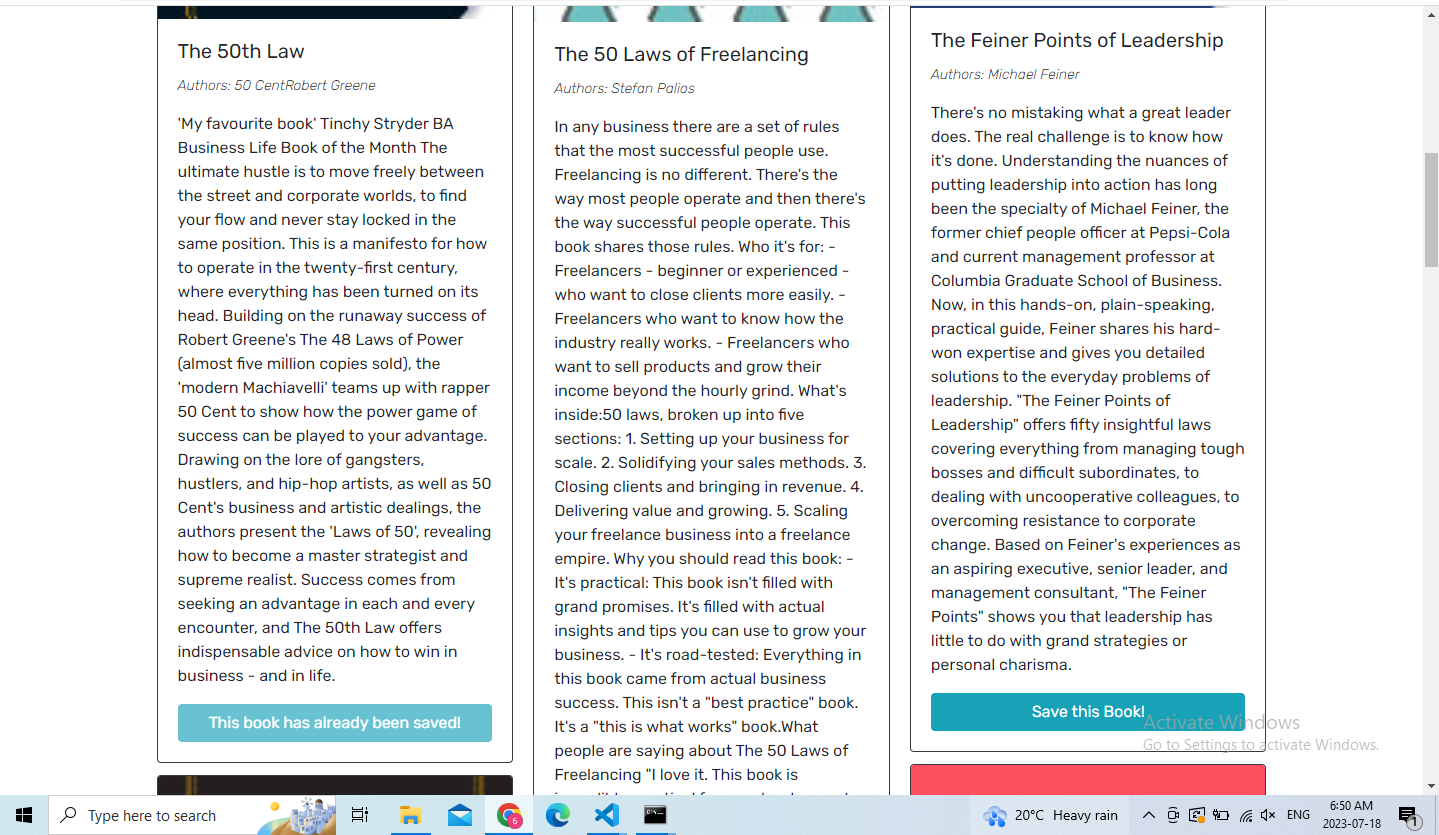 The 50th Law
Authors: 50 CentRobert Greene
'My favourite book' Tinchy Stryder BA
Business Life Book of the Month The
ultimate hustle is to move freely between
the street and corporate worlds, to find
your flow and never stay locked in the
same position. This is a manifesto for how
to operate in the twenty-first century,
where everything has been turned on its
head. Building on the runaway success of
Robert Greene's The 48 Laws of Power
(almost five million copies sold), the
'modern Machiavelli' teams up with rapper
50 Cent to show how the power game of
success can be played to your advantage.
Drawing on the lore of gangsters,
hustlers, and hip-hop artists, as well as 50
Cent's business and artistic dealings, the
authors present the 'Laws of 50', revealing
how to become a master strategist and
supreme realist. Success comes from
seeking an advantage in each and every
encounter, and The 50th Law offers
indispensable advice on how to win in
business - and in life.
This book has already been saved!
The 50 Laws of Freelancing
Authors: Stefan Palios
In any business there are a set of rules
that the most successful people use.
Freelancing is no different. There's the
way most people operate and then there's
the way successful people operate. This
book shares those rules. Who it's for: -
Freelancers - beginner or experienced -
who want to close clients more easily. -
Freelancers who want to know how the
industry really works. - Freelancers who
want to sell products and grow their
income beyond the hourly grind. What's
inside:50 laws, broken up into five
sections: 1. Setting up your business for
scale. 2. Solidifying your sales methods. 3.
Closing clients and bringing in revenue. 4.
Delivering value and growing. 5. Scaling
your freelance business into a freelance
empire. Why you should read this book: -
It's practical: This book isn't filled with
grand promises. It's filled with actual
insights and tips you can use to grow your
business. - It's road-tested: Everything in
this book came from actual business
success. This isn't a "best practice" book.
It's a "this is what works" book.What
people are saying about The 50 Laws of
Freelancing "I love it. This book is
The Feiner Points of Leadership
Authors: Michael Feiner
There's no mistaking what a great leader
does. The real challenge is to know how
it's done. Understanding the nuances of
putting leadership into action has long
been the specialty of Michael Feiner, the
former chief people officer at Pepsi-Cola
and current management professor at
Columbia Graduate School of Business.
Now, in this hands-on, plain-speaking,
practical guide, Feiner shares his hard-
won expertise and gives you detailed
solutions to the everyday problems of
leadership. "The Feiner Points of
Leadership" offers fifty insightful laws
covering everything from managing tough
bosses and difficult subordinates, to
dealing with uncooperative colleagues, to
overcoming resistance to corporate
change. Based on Feiner's experiences as
an aspiring executive, senior leader, and
management consultant, "The Feiner
Points" shows you that leadership has
little to do with grand strategies or
personal charisma.
Save this Book!
Activate Windows
Go to Settings to activate Windows.
Type here to search
6
20°C Heavy rain
ENG
6:50 AM
2023-07-18
1